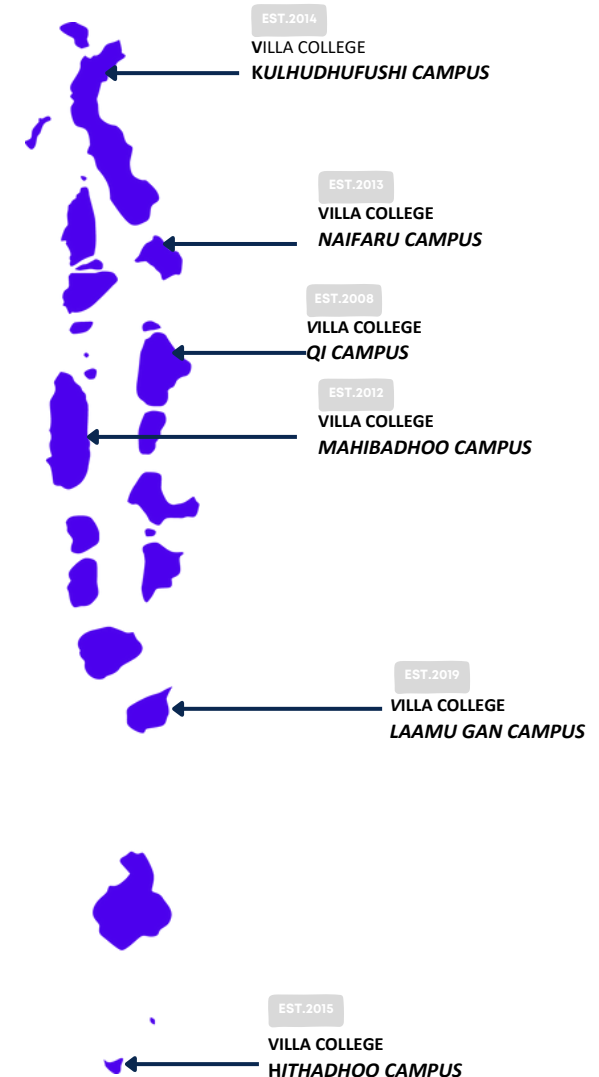 EST.2014
VILLA COLLEGE
KULHUDHUFUSHI CAMPUS
EST.2013
VILLA COLLEGE
NAIFARU CAMPUS
EST.2008
VILLA COLLEGE
QI CAMPUS
EST.2012
VILLA COLLEGE
MAHIBADHOO CAMPUS
EST.2019
VILLA COLLEGE
LAAMU GAN CAMPUS
EST.2015
VILLA COLLEGE
HITHADHOO CAMPUS